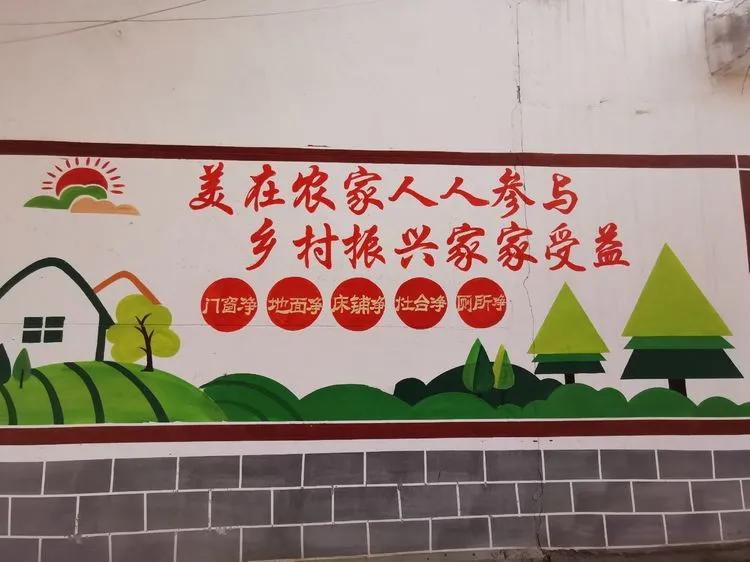 美在农家人人参与
乡村振兴家家受益
门窗净 地面净 床铺净 灶台净 厕所净